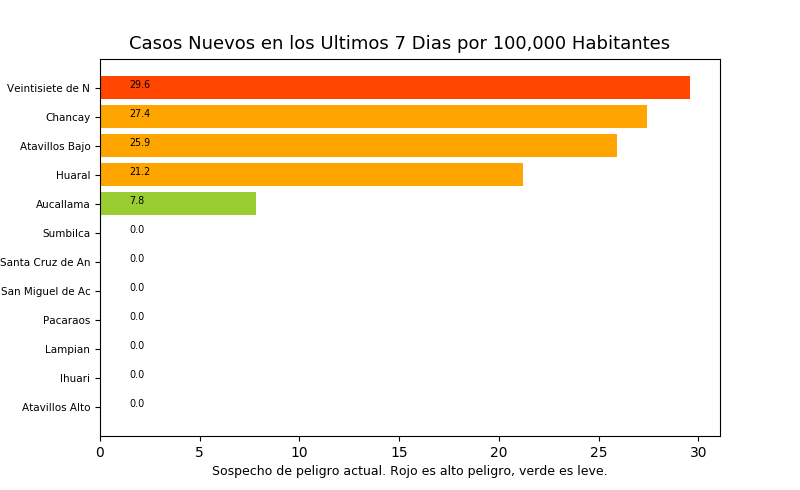 Casos Nuevos en los Ultimos 7 Dias por 100,000 Habitantes
Veintisiete de N 29.6
Chancay 27.4
Atavillos Bajo 25.9
Huaral 21.2
Aucallama 7.8
Sumbilca 0.0
Santa Cruz de An 0.0
San Miguel de Ac 0.0
Pacaraos 0.0
Lampian 0.0
Ihuari 0.0
Atavillos Alto 0.0
0 5 10 15 20 25 30
Sospecho de peligro actual. Rojo es alto peligro, verde es leve.